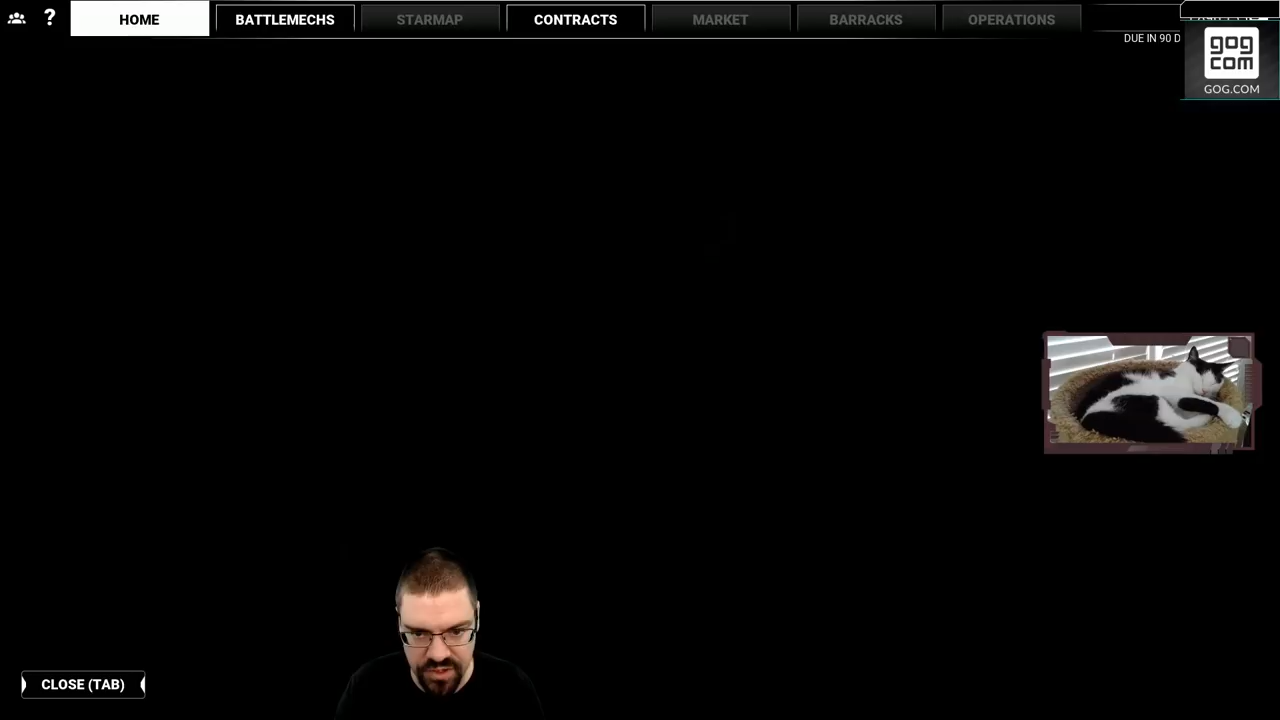 ?
HOME
BATTLEMECHS
STARMAP
CONTRACTS
MARKET
BARRACKS
OPERATIONS
DUE IN 90 D
gog
com
GOG.COM
CLOSE (TAB)